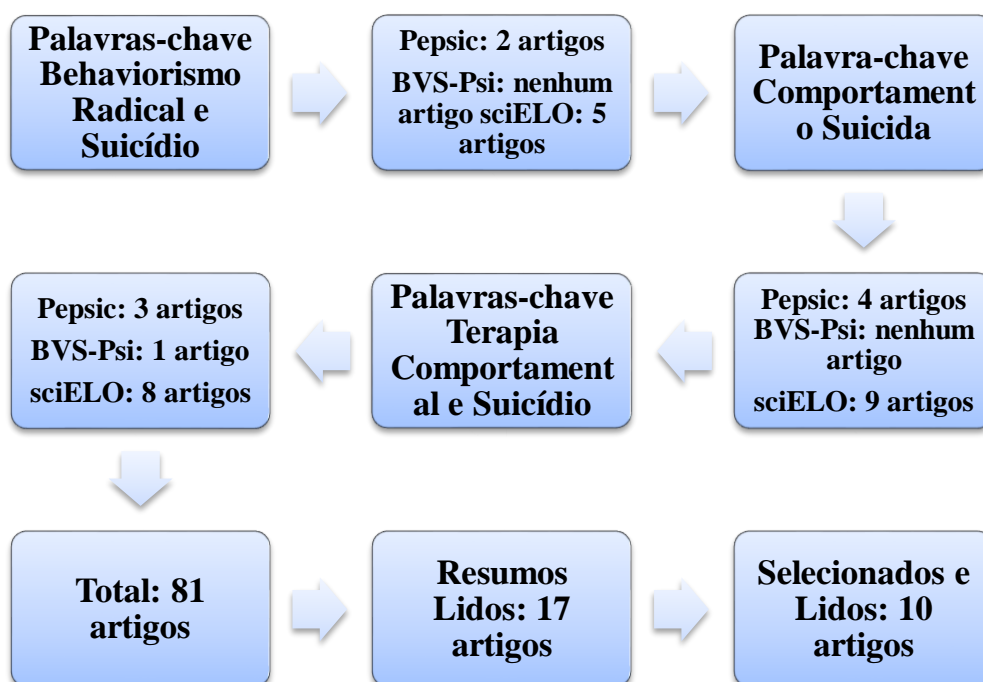 Palavras-chave
Behaviorismo
Radical e
Suicídio
Pepsic: 2 artigos
BVS-Psi: nenhum
artigo sciELO: 5
artigos
Palavra-chave
Comportament
o Suicida
Pepsic: 4 artigos
BVS-Psi: nenhum
artigo
sciELO: 9 artigos
Palavras-chave
Terapia
Comportament
al e Suicídio
Pepsic: 3 artigos
BVS-Psi: 1 artigo
sciELO: 8 artigos
Total: 81
artigos
Resumos
Lidos: 17
artigos
Selecionados e
Lidos: 10
artigos